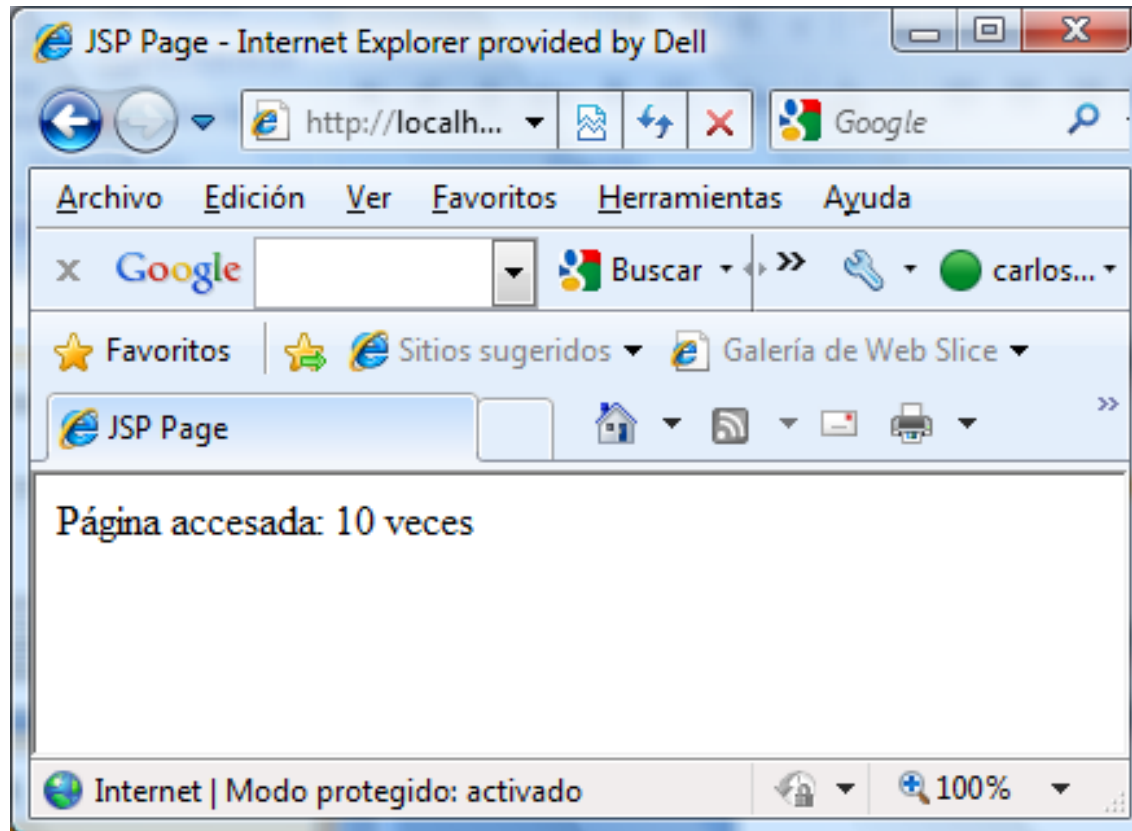 JSP Page - Internet Explorer provided by Dell
http://localh...
Google
Archivo Edición Ver Favoritos Herramientas Ayuda
x Google Buscar » carlos...
Favoritos Sitios sugeridos Galería de Web Slice
JSP Page »
Página accesada: 10 veces
Internet | Modo protegido: activado 100%